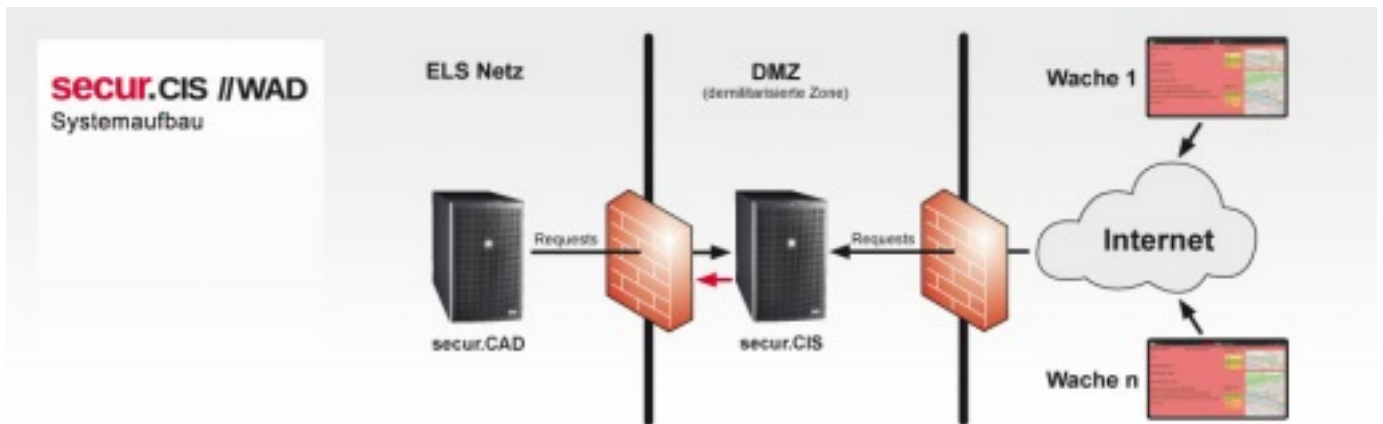 secur.CIS //WAD
Systemaufbau
ELS Netz
DMZ
(demilitarisierte Zone)
Wache 1
Requests
Requests
Internet
secur.CAD
secur.CIS
Wache n